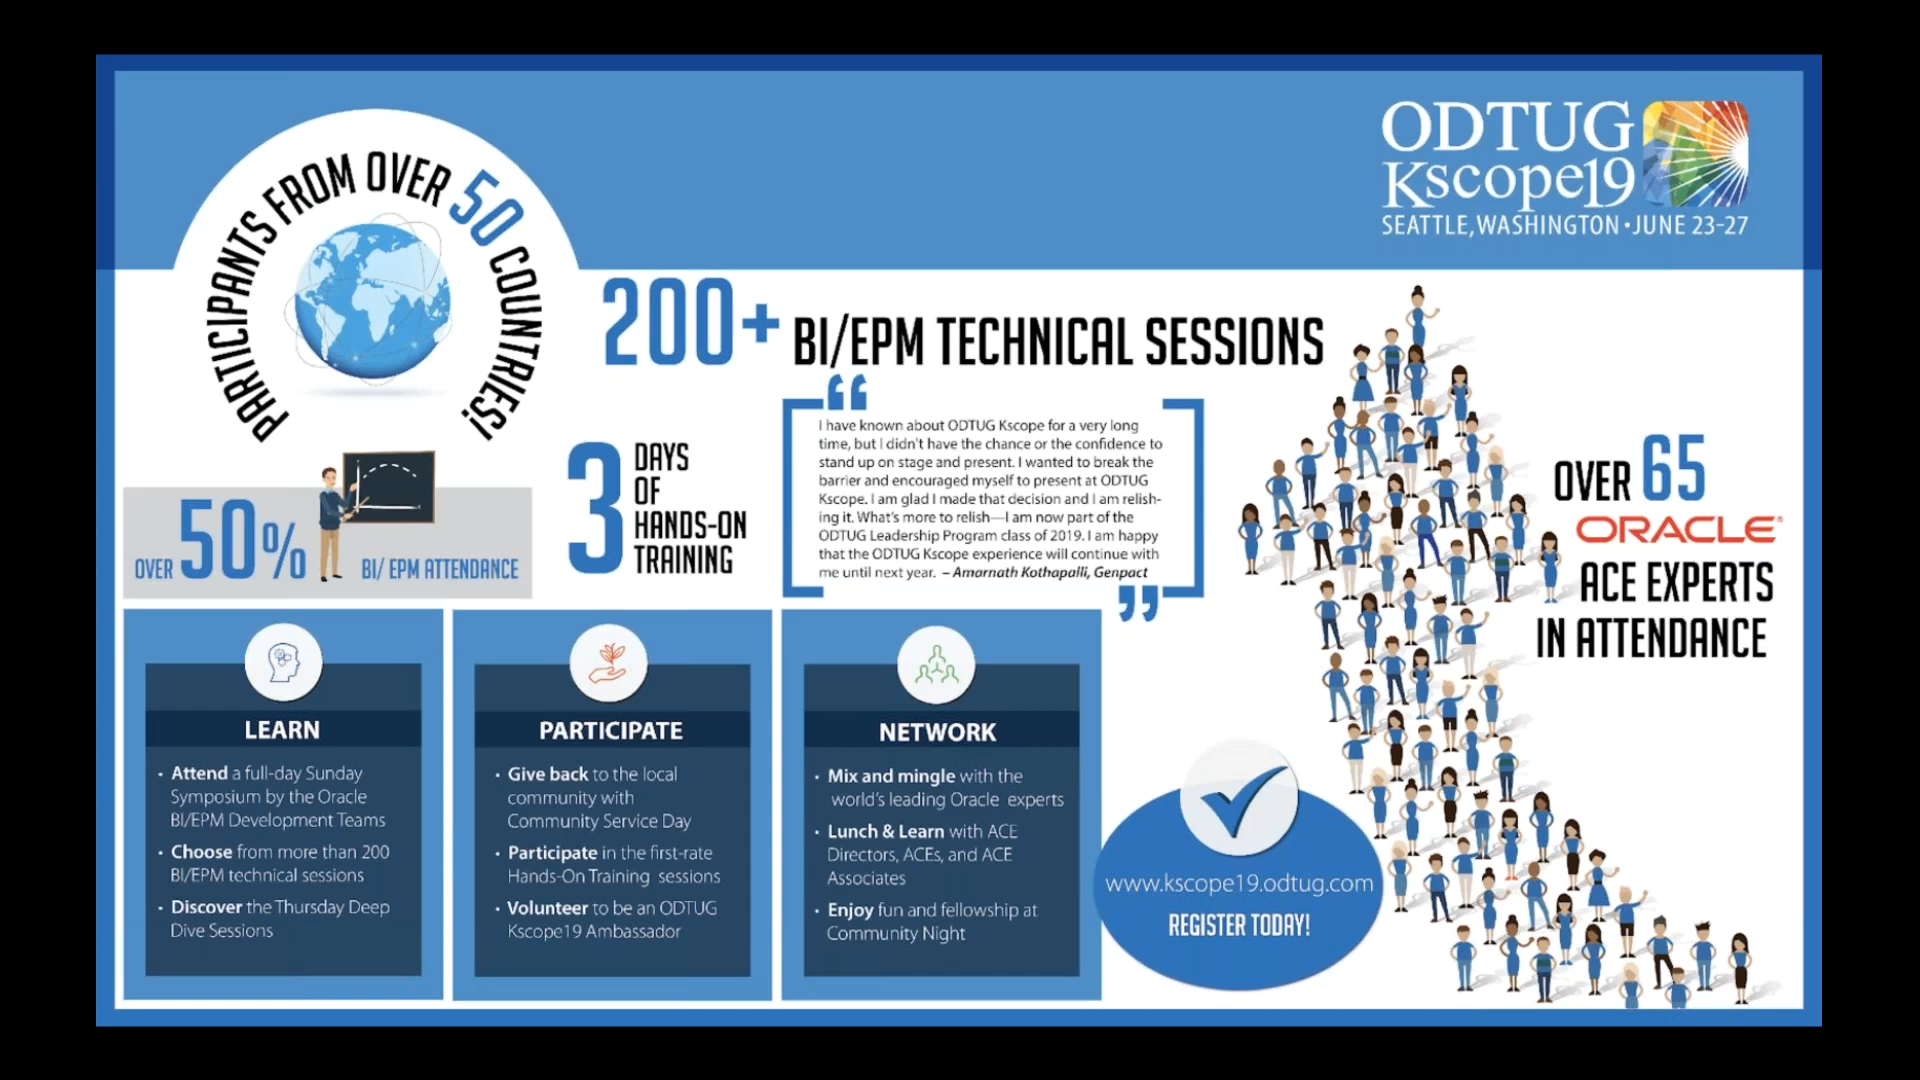 ODTUG
Kscope19
SEATTLE, WASHINGTON • JUNE 23-27
PARTICIPANTS FROM OVER 50 COUNTRIES!
200+ BI/EPM TECHNICAL SESSIONS
OVER 50% BI/ EPM ATTENDANCE
3 DAYS
OF
HANDS-ON
TRAINING
“
I have known about ODTUG Kscope for a very long
time, but I didn't have the chance or the confidence to
stand up on stage and present. I wanted to break the
barrier and encouraged myself to present at ODTUG
Kscope. I am glad I made that decision and I am relish-
ing it. What's more to relish—I am now part of the
ODTUG Leadership Program class of 2019. I am happy
that the ODTUG Kscope experience will continue with
me until next year. – Amarnath Kothapalli, Genpact
”
OVER 65
ORACLE®
ACE EXPERTS
IN ATTENDANCE
LEARN
• Attend a full-day Sunday
Symposium by the Oracle
BI/EPM Development Teams
• Choose from more than 200
BI/EPM technical sessions
• Discover the Thursday Deep
Dive Sessions
PARTICIPATE
• Give back to the local
community with
Community Service Day
• Participate in the first-rate
Hands-On Training sessions
• Volunteer to be an ODTUG
Kscope19 Ambassador
NETWORK
• Mix and mingle with the
world's leading Oracle experts
• Lunch & Learn with ACE
Directors, ACEs, and ACE
Associates
• Enjoy fun and fellowship at
Community Night
www.kscope19.odtug.com
REGISTER TODAY!